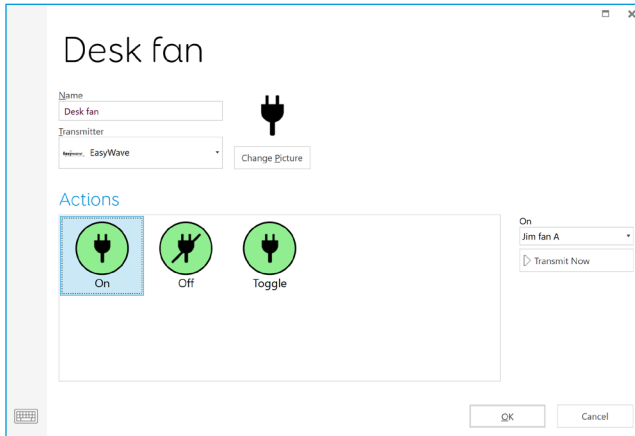 Desk fan
Name
Desk fan
Transmitter
EasyWave
Change Picture
Actions
On
Off
Toggle
On
Jim fan A
Transmit Now
OK
Cancel